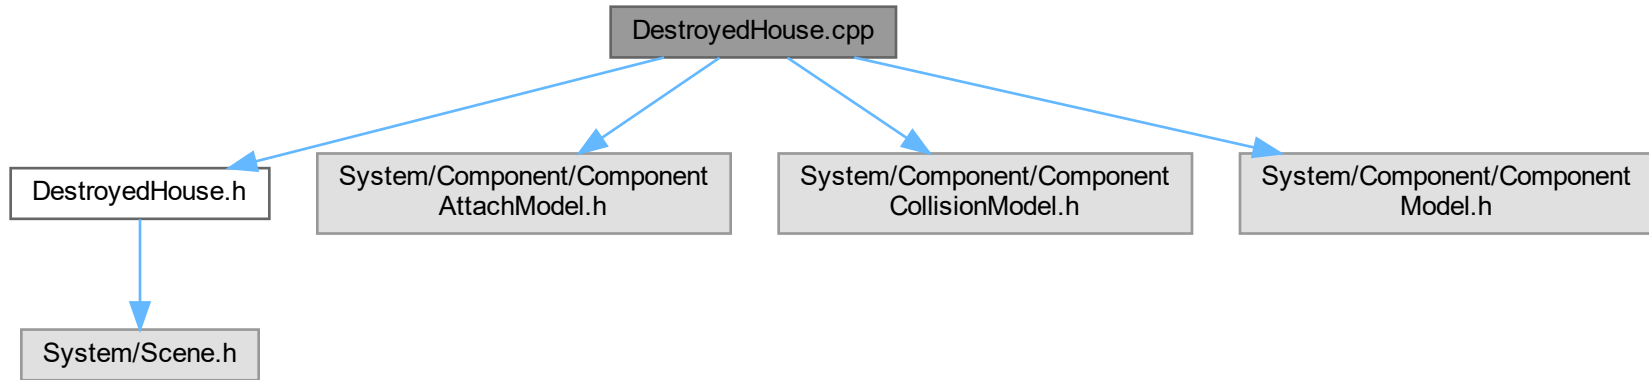 DestroyedHouse.cpp
DestroyedHouse.h
System/Component/Component
AttachModel.h
System/Component/Component
CollisionModel.h
System/Component/Component
Model.h
System/Scene.h